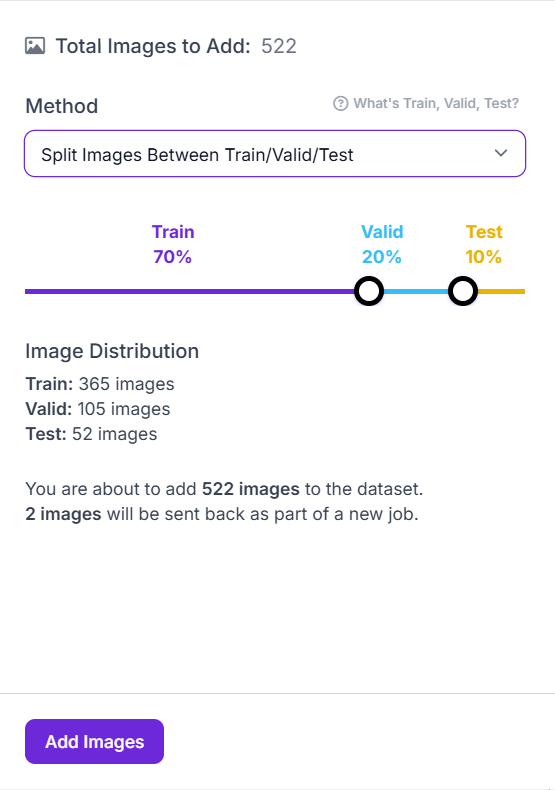 Total Images to Add: 522
Method
What's Train, Valid, Test?
Split Images Between Train/Valid/Test
Train Valid Test
70% 20% 10%
Image Distribution
Train: 365 images
Valid: 105 images
Test: 52 images
You are about to add 522 images to the dataset.
2 images will be sent back as part of a new job.
Add Images